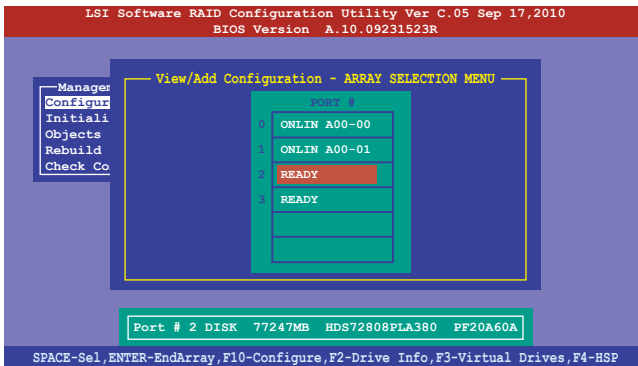 LSI Software RAID Configuration Utility Ver C.05 Sep 17,2010
BIOS Version A.10.09231523R
View/Add Configuration - ARRAY SELECTION MENU
Managem
Configur
Initiali
Objects
Rebuild
Check Co
PORT #
0 ONLIN A00-00
1 ONLIN A00-01
2 READY
3 READY
Port # 2 DISK 77247MB HDS72808PLA380 PF20A60A
SPACE-Sel,ENTER-EndArray,F10-Configure,F2-Drive Info,F3-Virtual Drives,F4-HSP